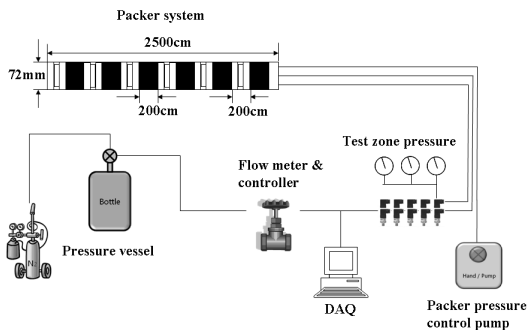 Packer system
2500cm
72mm
200cm
200cm
Test zone pressure
Flow meter &
controller
Bottle
Pressure vessel
N₂
DAQ
Hand / Pump
Packer pressure
control pump